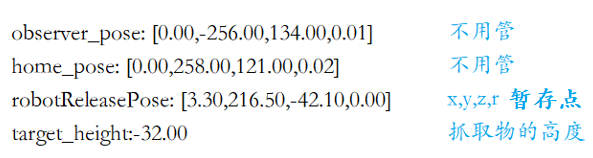 observer_pose: [0.00,-256.00,134.00,0.01] 不用管
home_pose: [0.00,258.00,121.00,0.02] 不用管
robotReleasePose: [3.30,216.50,-42.10,0.00] x,y,z,r 暂存点
target_height:-32.00 抓取物的高度